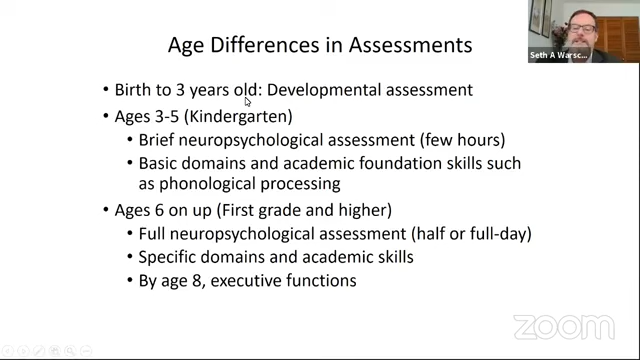 Age Differences in Assessments
Seth A Warsc...
• Birth to 3 years old: Developmental assessment
• Ages 3-5 (Kindergarten)
• Brief neuropsychological assessment (few hours)
• Basic domains and academic foundation skills such
as phonological processing
• Ages 6 on up (First grade and higher)
• Full neuropsychological assessment (half or full-day)
• Specific domains and academic skills
• By age 8, executive functions
zoom